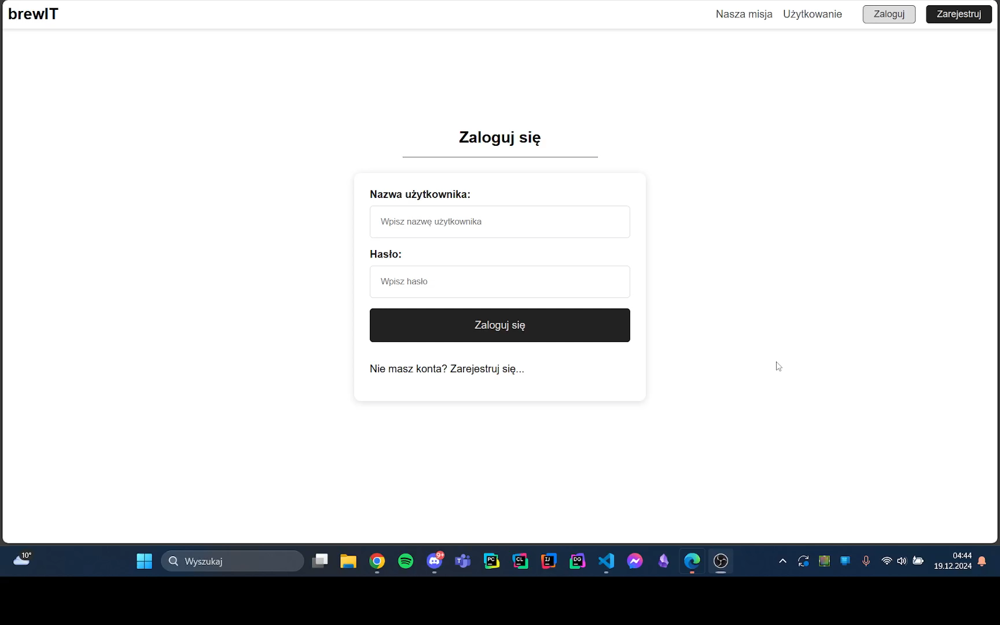 brewIT
Nasza misja Użytkowanie Zaloguj Zarejestruj
Zaloguj się
Nazwa użytkownika:
Wpisz nazwę użytkownika
Hasło:
Wpisz hasło
Zaloguj się
Nie masz konta? Zarejestruj się...
10°
Wyszukaj
9+
T
PC
CL
IJ
DG
04:44
19.12.2024